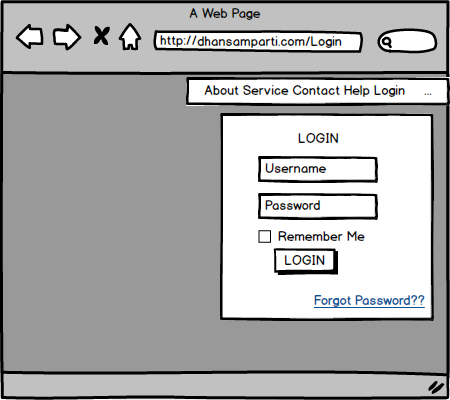 A Web Page
http://dhansamparti.com/Login
About Service Contact Help Login ...
LOGIN
Username
Password
Remember Me
LOGIN
Forgot Password??